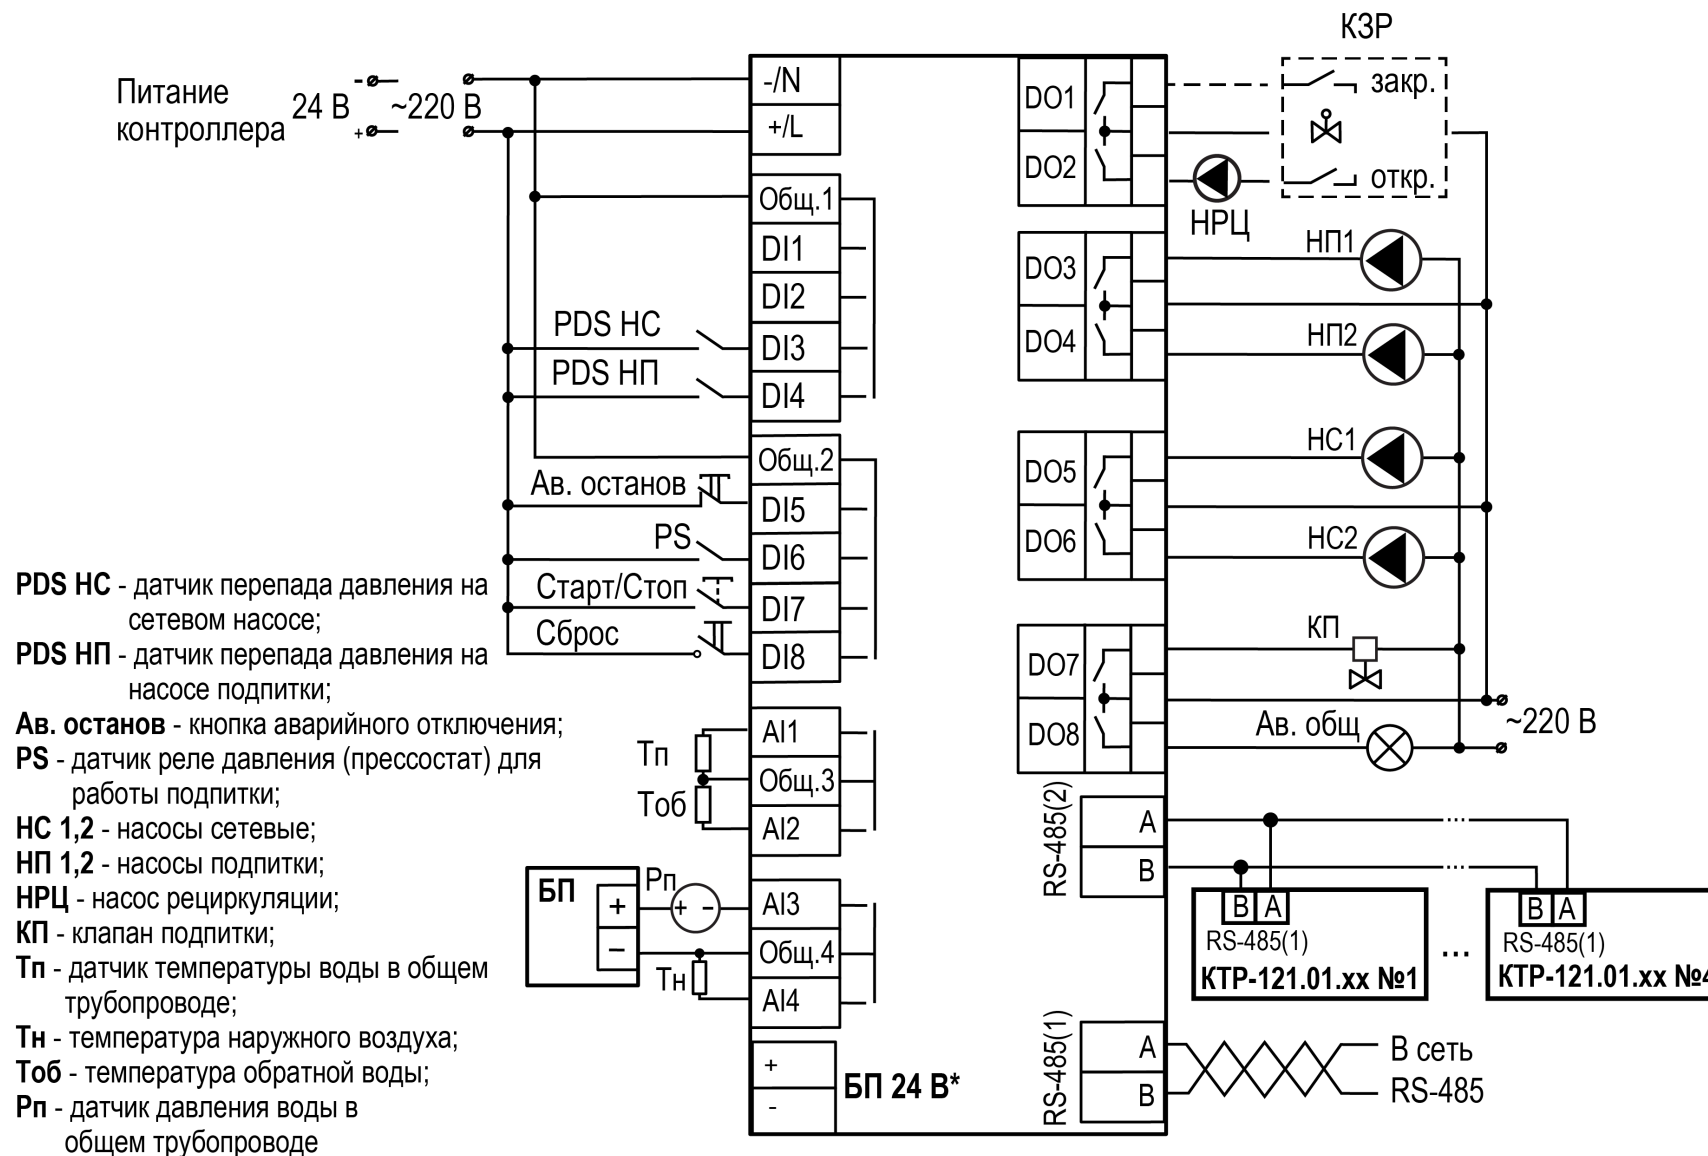 КЗР
Питание
контроллера
24 В
-
+
~220 В
-/N
+/L
Общ.1
DI1
DI2
DI3
DI4
PDS НС
PDS НП
Общ.2
DI5
DI6
DI7
DI8
Ав. останов
PS
Старт/Стоп
Сброс
AI1
Общ.3
AI2
Тп
Тоб
БП
+
−
Рп
+ -
Тн
AI3
Общ.4
AI4
+
-
БП 24 В*
DO1
DO2
закр.
откр.
НРЦ
DO3
DO4
НП1
НП2
DO5
DO6
НС1
НС2
DO7
DO8
КП
Ав. общ
~220 В
RS-485(2)
A
B
...
...
B A
RS-485(1)
КТР-121.01.хх №1
...
B A
RS-485(1)
КТР-121.01.хх №4
RS-485(1)
A
B
В сеть
RS-485
PDS НС - датчик перепада давления на
сетевом насосе;
PDS НП - датчик перепада давления на
насосе подпитки;
Ав. останов - кнопка аварийного отключения;
PS - датчик реле давления (прессостат) для
работы подпитки;
НС 1,2 - насосы сетевые;
НП 1,2 - насосы подпитки;
НРЦ - насос рециркуляции;
КП - клапан подпитки;
Тп - датчик температуры воды в общем
трубопроводе;
Тн - температура наружного воздуха;
Тоб - температура обратной воды;
Рп - датчик давления воды в
общем трубопроводе